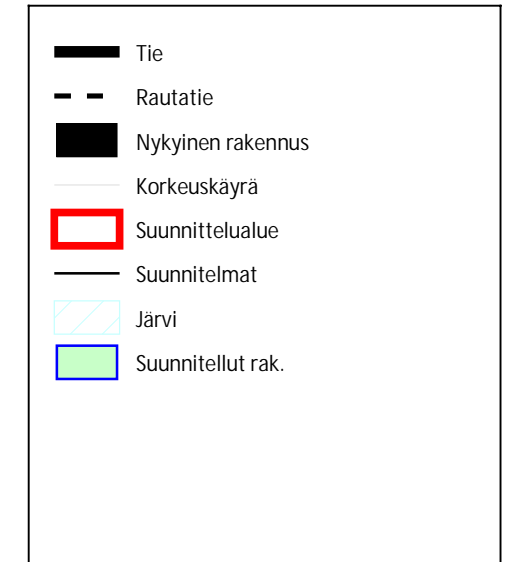 Tie
Rautatie
Nykyinen rakennus
Korkeuskäyrä
Suunnittelualue
Suunnitelmat
Järvi
Suunnitellut rak.